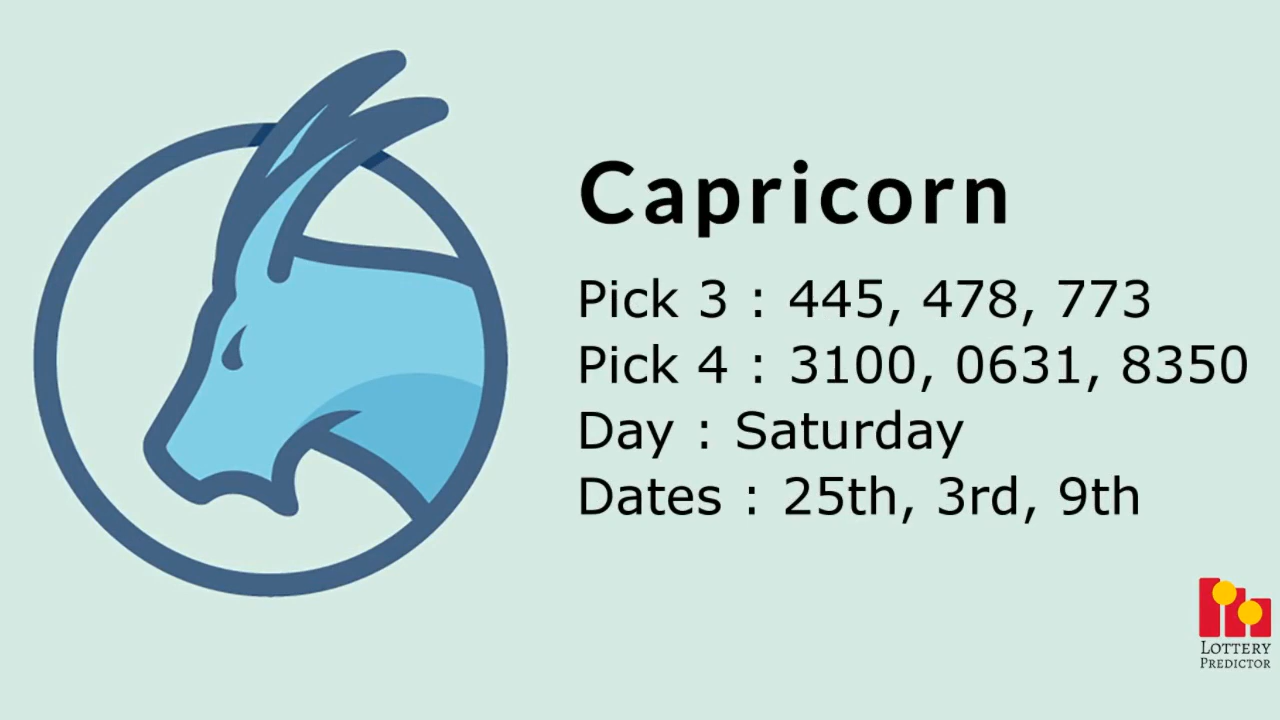 Capricorn
Pick 3 : 445, 478, 773
Pick 4 : 3100, 0631, 8350
Day : Saturday
Dates : 25th, 3rd, 9th
LOTTERY
PREDICTOR